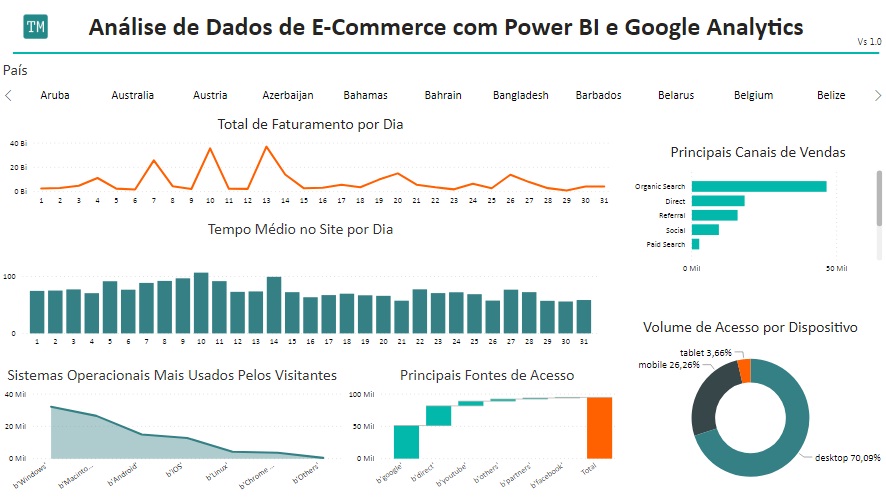 TM
Análise de Dados de E-Commerce com Power BI e Google Analytics
Vs 1.0
País
Aruba Australia Austria Azerbaijan Bahamas Bahrain Bangladesh Barbados Belarus Belgium Belize
Total de Faturamento por Dia
40 Bi
20 Bi
0 Bi
1 2 3 4 5 6 7 8 9 10 11 12 13 14 15 16 17 18 19 20 21 22 23 24 25 26 27 28 29 30 31
Principais Canais de Vendas
Organic Search
Direct
Referral
Social
Paid Search
0 Mil 50 Mil
Tempo Médio no Site por Dia
100
0
1 2 3 4 5 6 7 8 9 10 11 12 13 14 15 16 17 18 19 20 21 22 23 24 25 26 27 28 29 30 31
Sistemas Operacionais Mais Usados Pelos Visitantes
40 Mil
20 Mil
0 Mil
b'Windows' b'Macinto... b'Android' b'iOS' b'Linux' b'Chrome ... b'Others'
Principais Fontes de Acesso
100 Mil
50 Mil
0 Mil
b'google' b'direct' b'youtube' b'others' b'partners' b'facebook' Total
Volume de Acesso por Dispositivo
tablet 3,66%
mobile 26,26%
desktop 70,09%